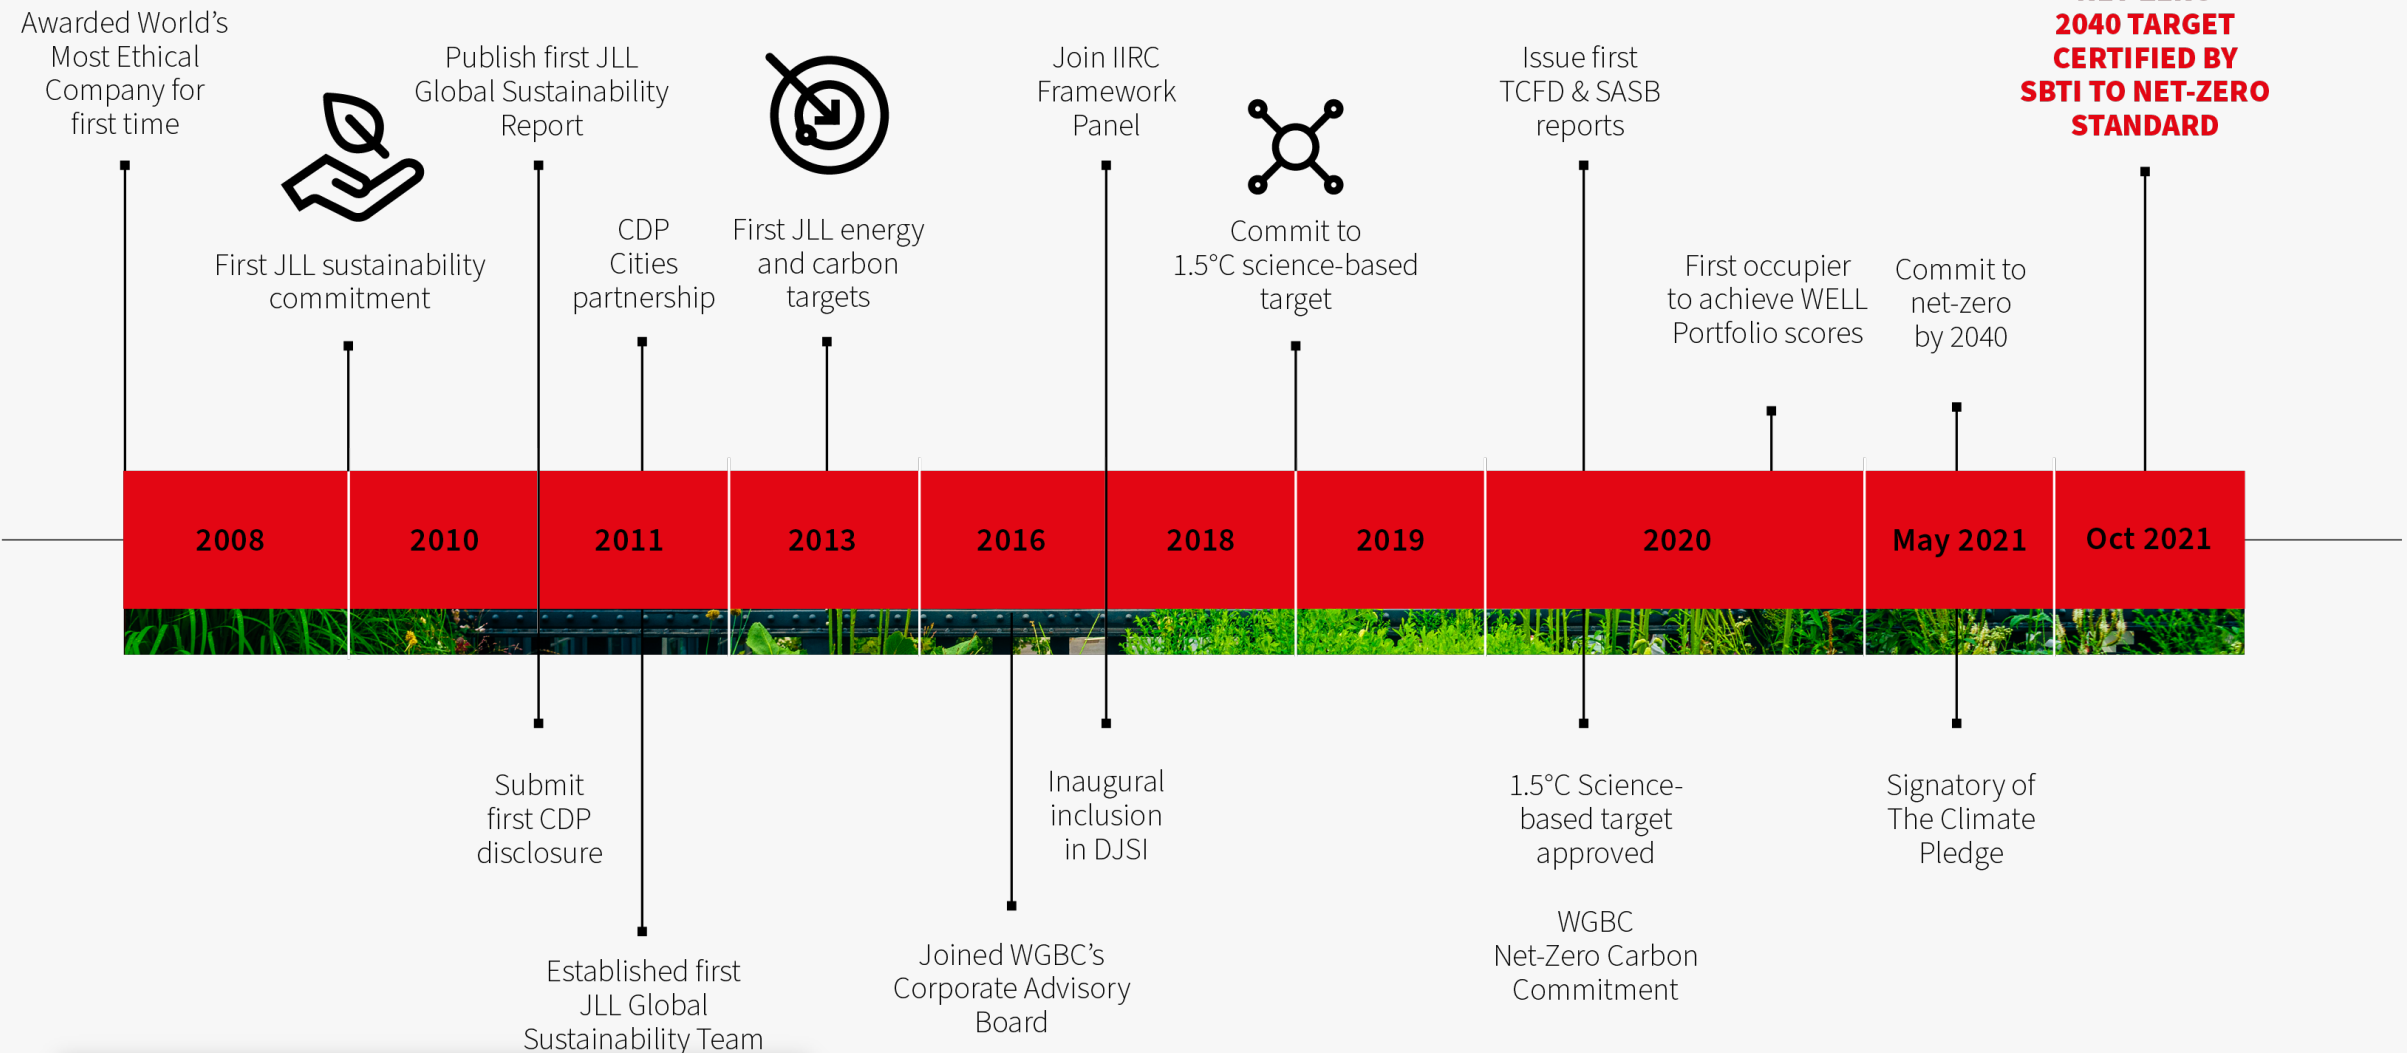 Awarded World’s
Most Ethical
Company for
first time
First JLL sustainability
commitment
Publish first JLL
Global Sustainability
Report
CDP
Cities
partnership
First JLL energy
and carbon
targets
Join IIRC
Framework
Panel
Commit to
1.5°C science-based
target
Issue first
TCFD & SASB
reports
First occupier
to achieve WELL
Portfolio scores
Commit to
net-zero
by 2040
2040 TARGET
CERTIFIED BY
SBTI TO NET-ZERO
STANDARD
2008
2010
2011
2013
2016
2018
2019
2020
May 2021
Oct 2021
Submit
first CDP
disclosure
Established first
JLL Global
Sustainability Team
Joined WGBC’s
Corporate Advisory
Board
Inaugural
inclusion
in DJSI
1.5°C Science-
based target
approved
WGBC
Net-Zero Carbon
Commitment
Signatory of
The Climate
Pledge